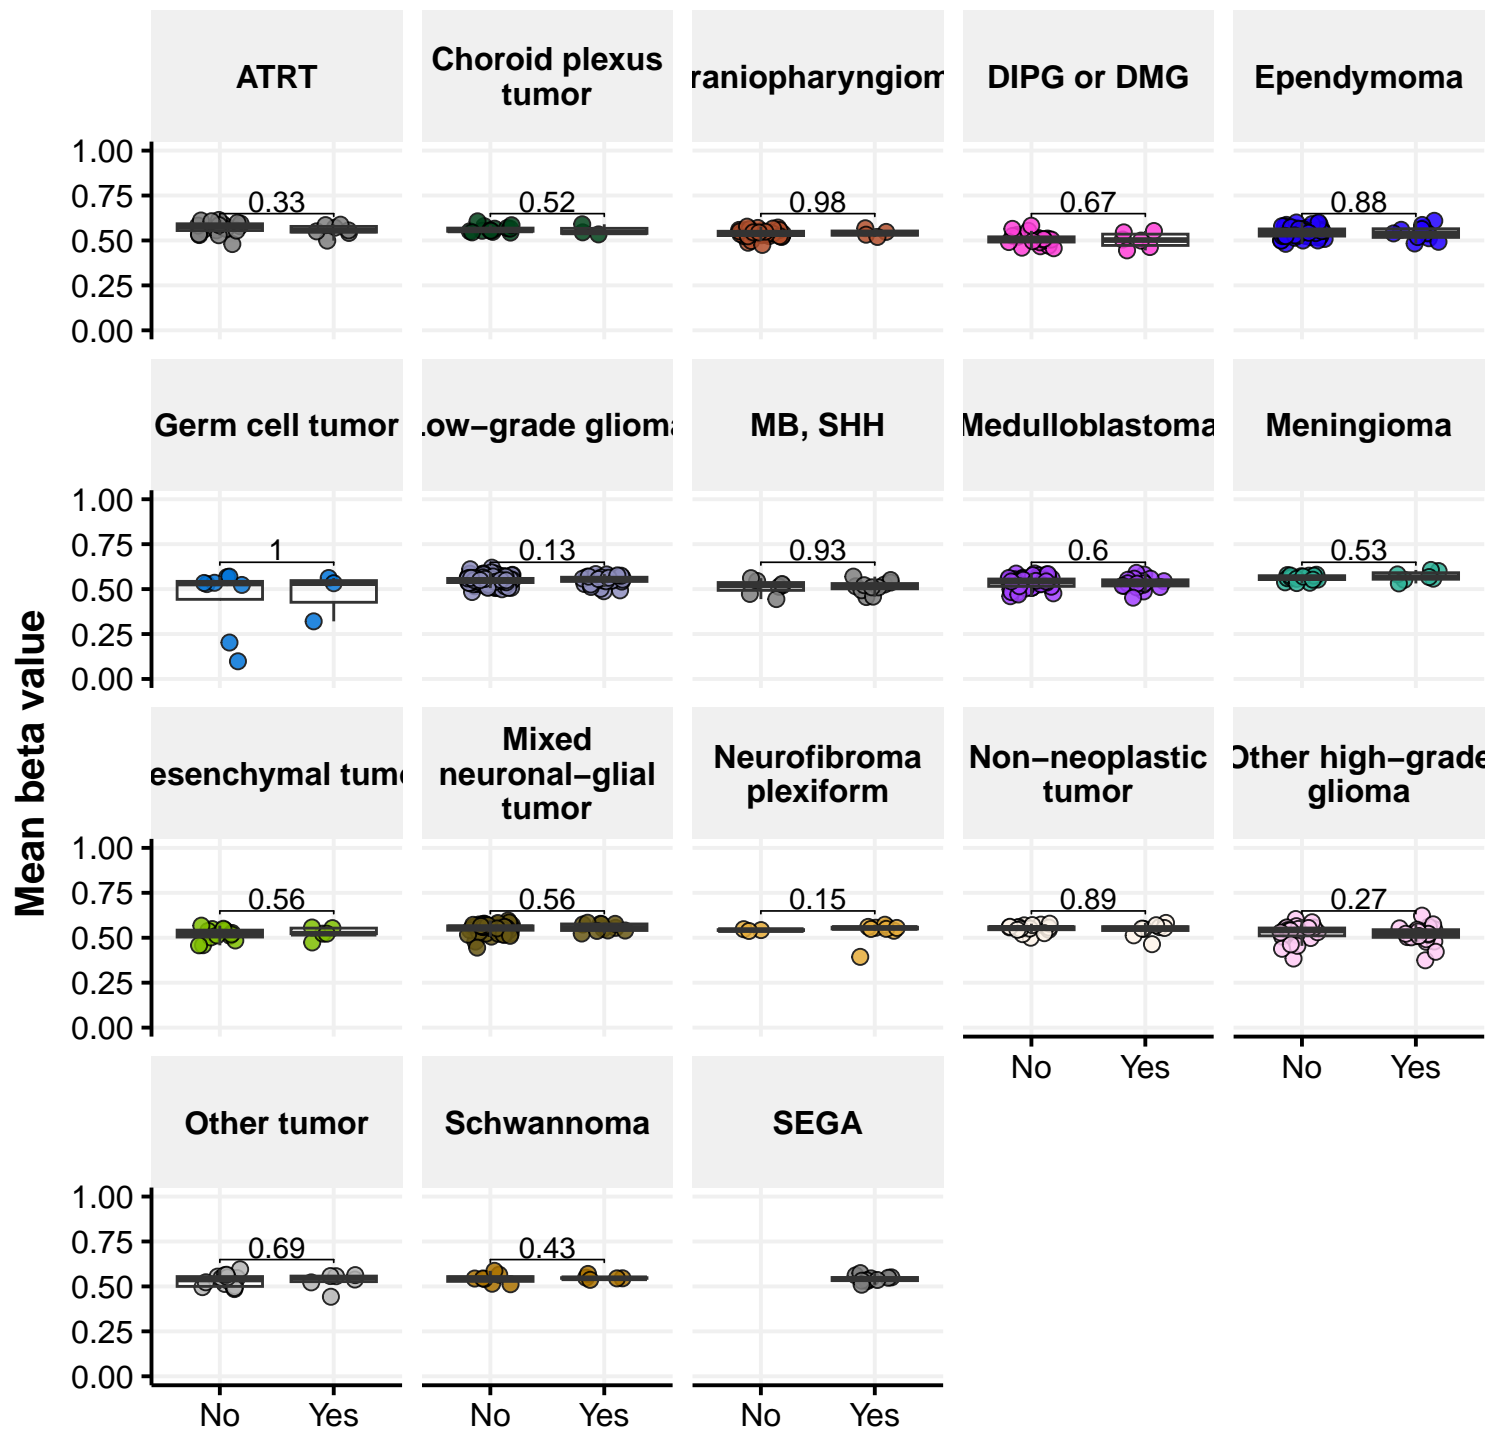 ATRT
Choroid plexus
tumor
raniopharyngiom
DIPG or DMG
Ependymoma
1.00
0.75
0.50
0.25
0.00
0.33
0.52
0.98
0.67
0.88
Germ cell tumor
ow−grade glioma
MB, SHH
Medulloblastoma
Meningioma
1.00
0.75
0.50
0.25
0.00
1
0.13
0.93
0.6
0.53
Mean beta value
esenchymal tumo
Mixed
neuronal−glial
tumor
Neurofibroma
plexiform
Non−neoplastic
tumor
Other high−grade
glioma
1.00
0.75
0.50
0.25
0.00
0.56
0.56
0.15
0.89
0.27
No
Yes
No
Yes
Other tumor
Schwannoma
SEGA
1.00
0.75
0.50
0.25
0.00
0.69
0.43
No
Yes
No
Yes
No
Yes